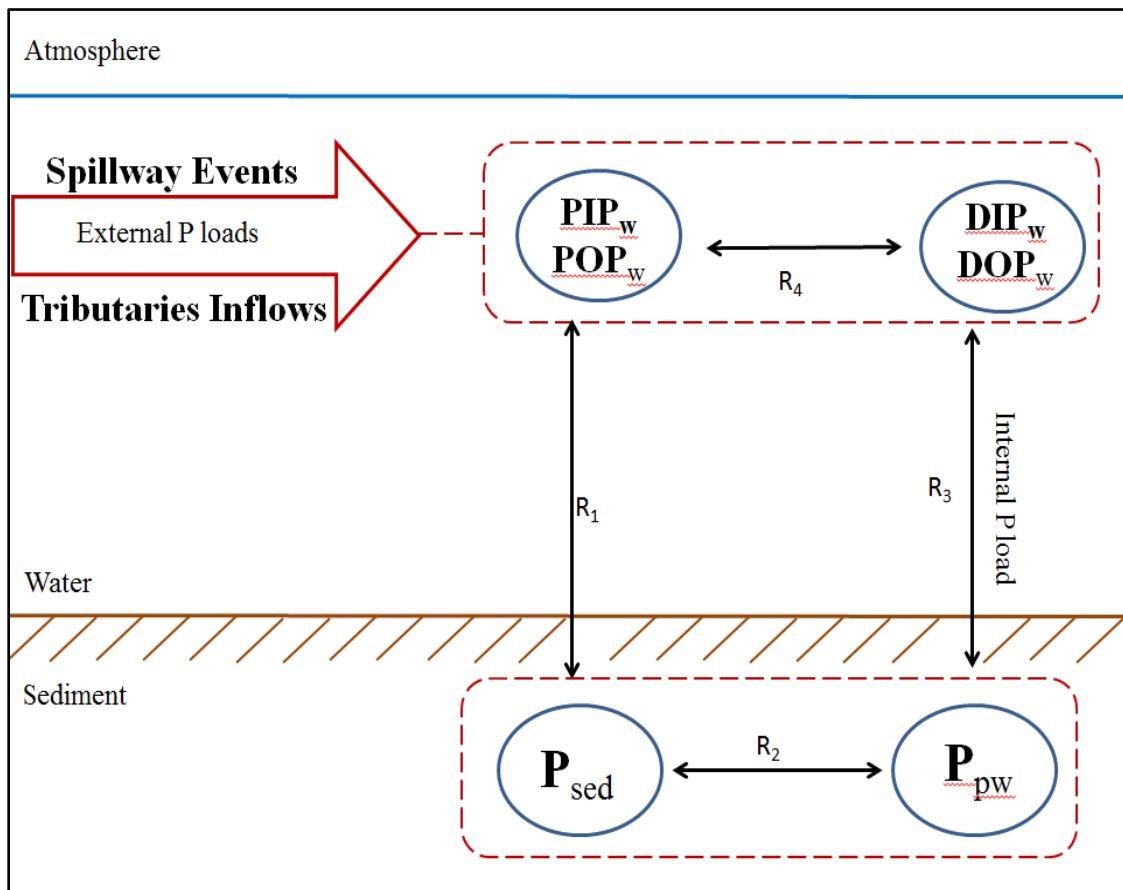 Atmosphere
Spillway Events
External P loads
Tributaries Inflows
PIPw
POPw
R4
DIPw
DOPw
R1
R3
Internal P load
Water
Sediment
Psed
R2
Ppw